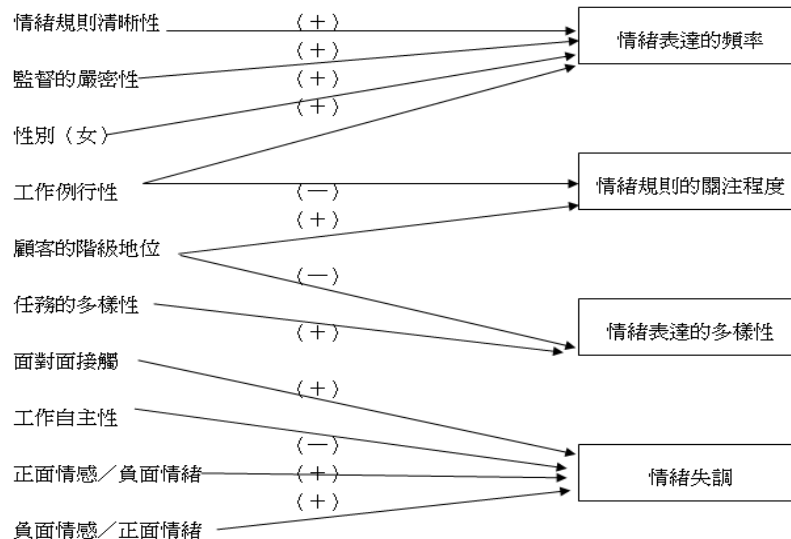 情緒規則清晰性
(+)
情緒表達的頻率
(+)
監督的嚴密性
(+)
(+)
性別（女）
工作例行性
(—)
情緒規則的關注程度
(+)
顧客的階級地位
(—)
任務的多樣性
(+)
情緒表達的多樣性
面對面接觸
(+)
工作自主性
(—)
正面情感／負面情緒
(+)
情緒失調
(+)
負面情感／正面情緒